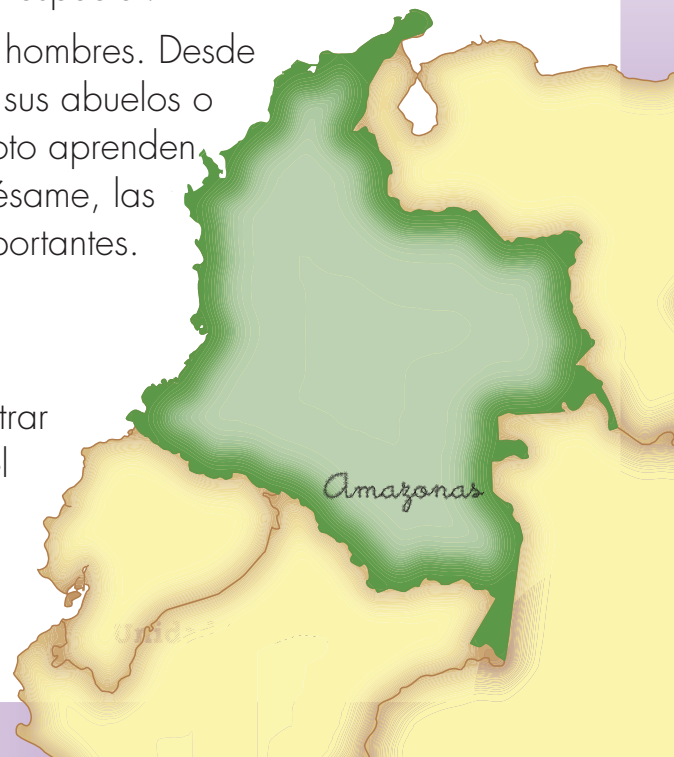 hombres. Desde
sus abuelos o
oto aprenden
ésame, las
portantes.
trar
Amazonas